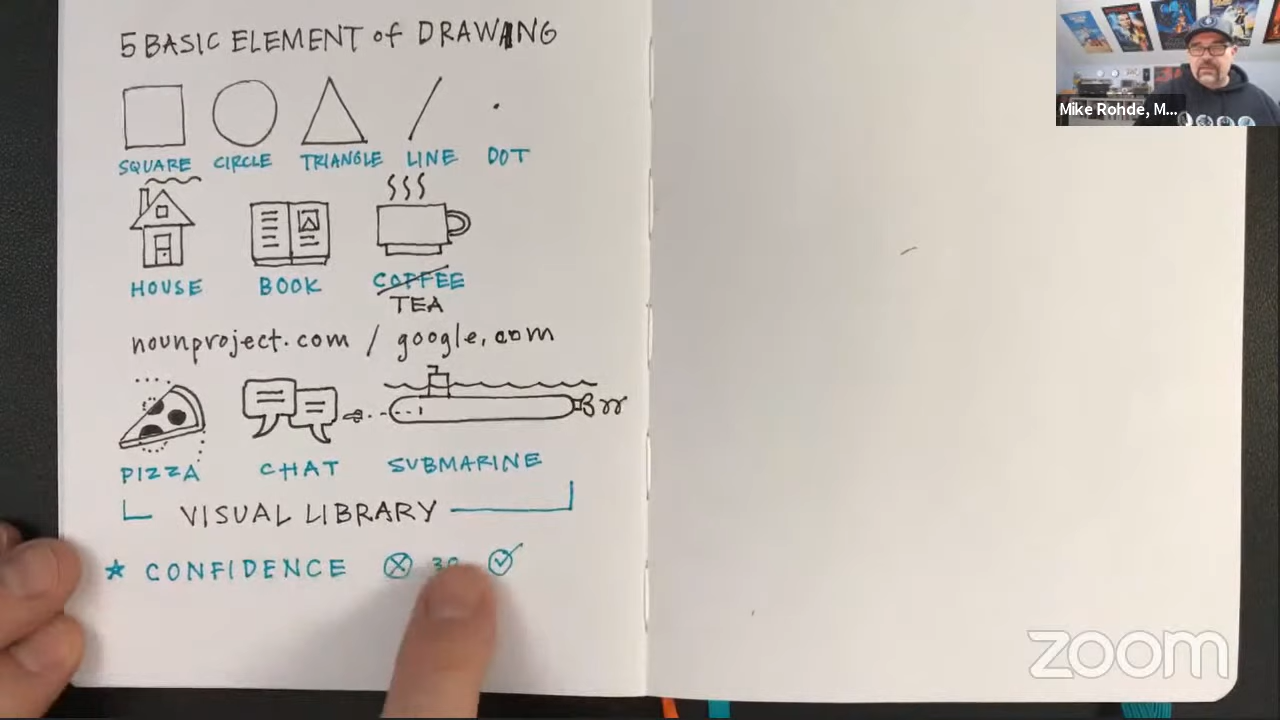 5 BASIC ELEMENT of DRAWING
SQUARE CIRCLE TRIANGLE LINE DOT
HOUSE BOOK COFFEE
TEA
nounproject.com / google.com
PIZZA CHAT SUBMARINE
VISUAL LIBRARY
★ CONFIDENCE
Mike Rohde, M...
zoom